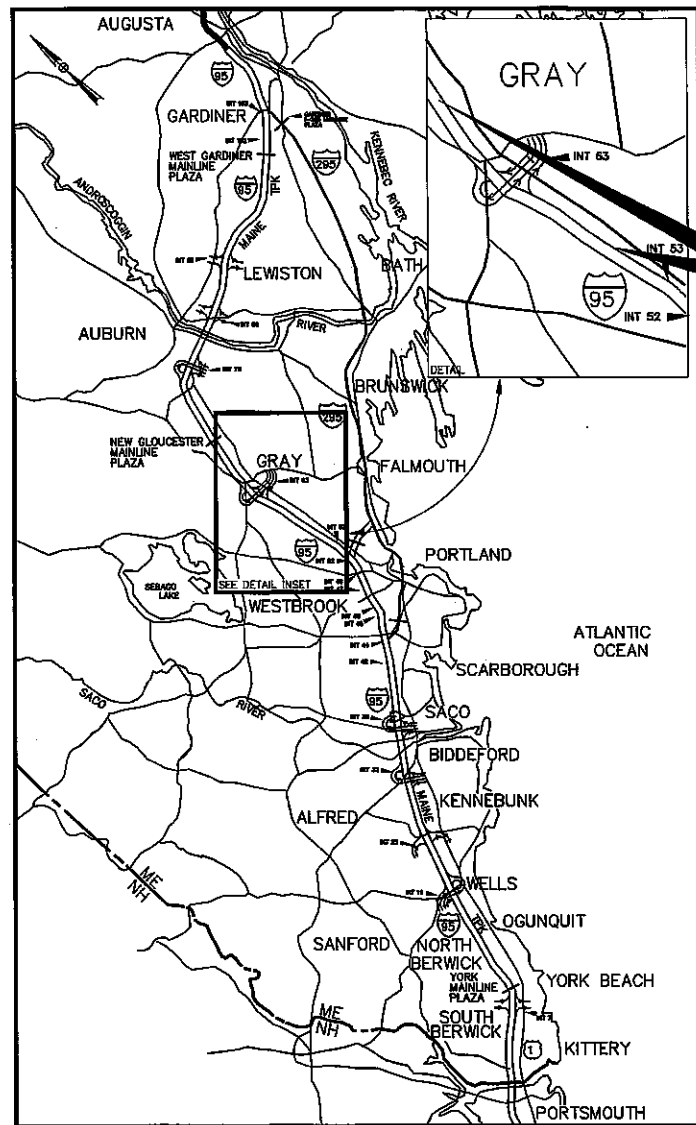 AUGUSTA
95
GARDINER
WEST GARDINER
MAINLINE
PLAZA
95
TPK
MAINE
295
KENNEBEC RIVER
ANDROSCOGGIN
RIVER
LEWISTON
BATH
AUBURN
BRUNSWICK
295
NEW GLOUCESTER
MAINLINE
PLAZA
GRAY
INT 63
FALMOUTH
95
SEE DETAIL INSET
SEBAGO
LAKE
WESTBROOK
PORTLAND
ATLANTIC
OCEAN
SCARBOROUGH
SACO
RIVER
95
SACO
BIDDEFORD
MAINE
KENNEBUNK
ALFRED
WELLS
ME
NH
95
TPK
OGUNQUIT
SANFORD
NORTH
BERWICK
YORK
MAINLINE
PLAZA
YORK BEACH
SOUTH
BERWICK
ME
NH
1
KITTERY
PORTSMOUTH
GRAY
INT 63
INT 53
95
INT 52
DETAIL